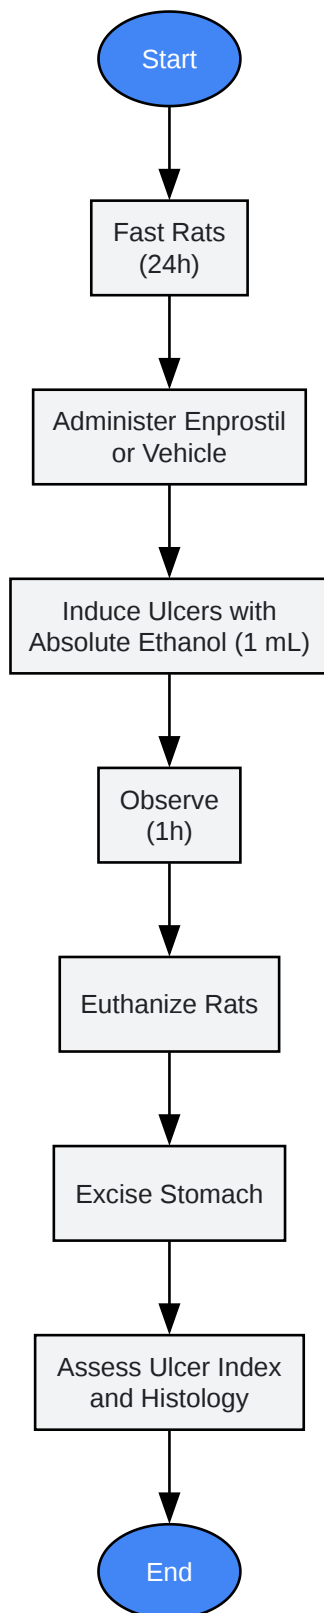 Start
Fast Rats
(24h)
Administer Enprostil
or Vehicle
Induce Ulcers with
Absolute Ethanol (1 mL)
Observe
(1h)
Euthanize Rats
Excise Stomach
Assess Ulcer Index
and Histology
End